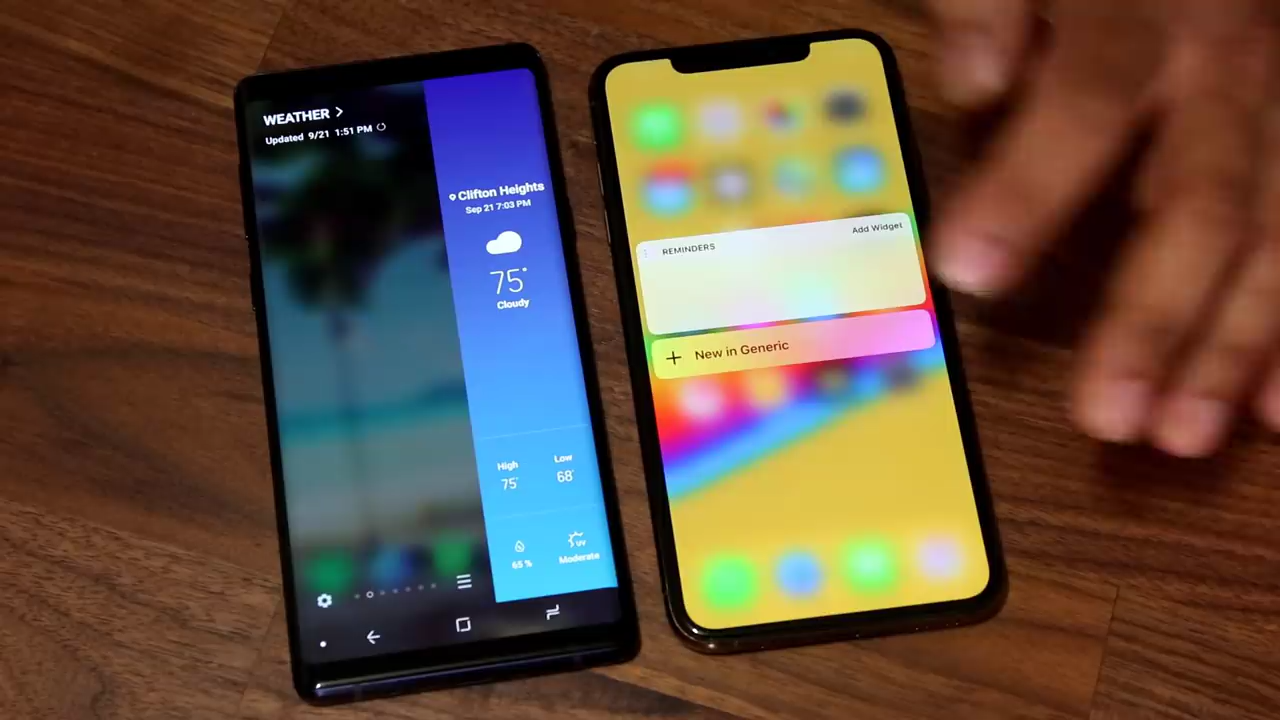 WEATHER >
Updated 9/21 1:51 PM
Clifton Heights
Sep 21 7:03 PM
75°
Cloudy
High
Low
75°
68°
65 %
UV
Moderate
REMINDERS
Add Widget
+ New in Generic